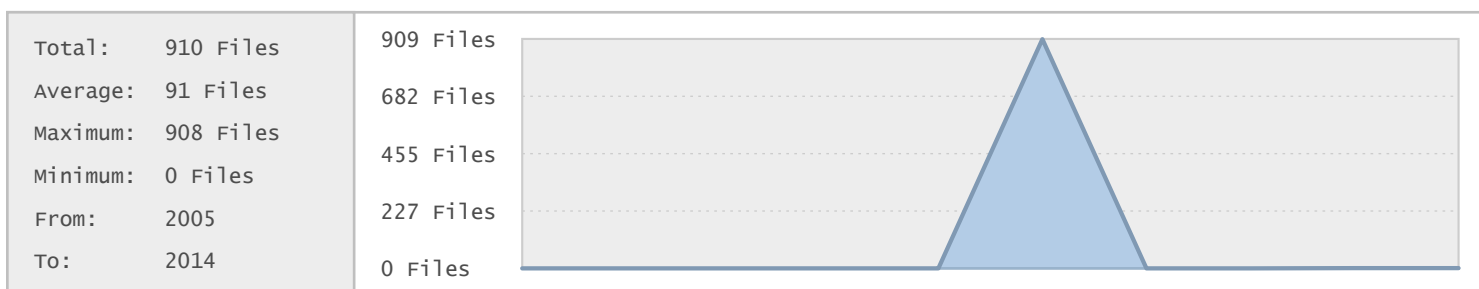 Total: 910 Files
Average: 91 Files
Maximum: 908 Files
Minimum: 0 Files
From: 2005
To: 2014
909 Files
682 Files
455 Files
227 Files
0 Files